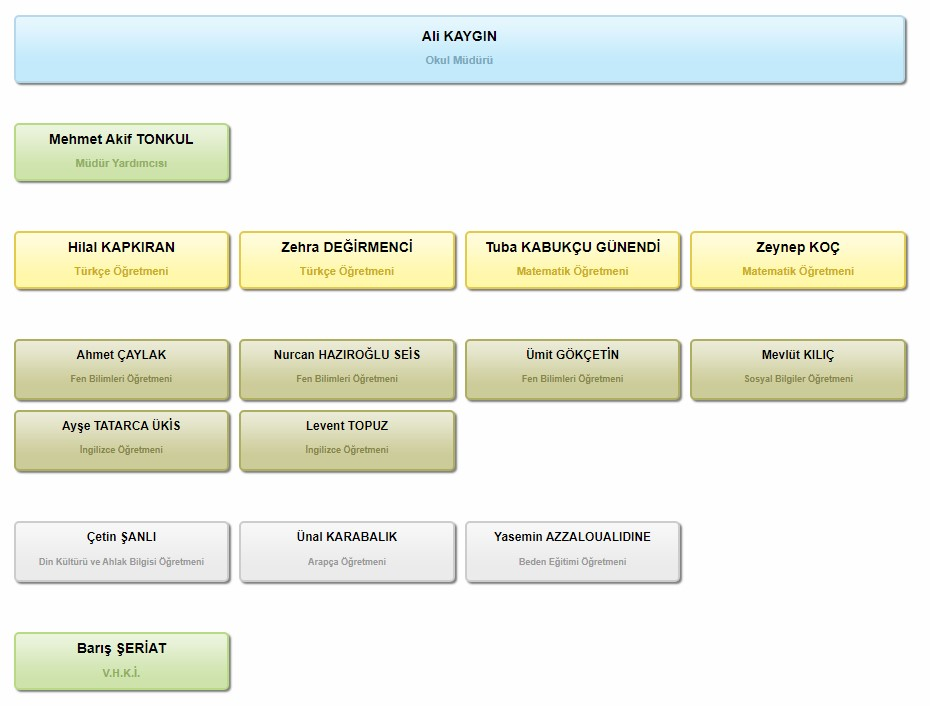 Ali KAYGIN
Okul Müdürü
Mehmet Akif TONKUL
Müdür Yardımcısı
Hilal KAPKIRAN
Türkçe Öğretmeni
Zehra DEĞİRMENCİ
Türkçe Öğretmeni
Tuba KABUKÇU GÜNENDİ
Matematik Öğretmeni
Zeynep KOÇ
Matematik Öğretmeni
Ahmet ÇAYLAK
Fen Bilimleri Öğretmeni
Nurcan HAZIROĞLU SEİS
Fen Bilimleri Öğretmeni
Ümit GÖKÇETİN
Fen Bilimleri Öğretmeni
Mevlüt KILIÇ
Sosyal Bilgiler Öğretmeni
Ayşe TATARCA ÜKİS
İngilizce Öğretmeni
Levent TOPUZ
İngilizce Öğretmeni
Çetin ŞANLI
Din Kültürü ve Ahlak Bilgisi Öğretmeni
Ünal KARABALIK
Arapça Öğretmeni
Yasemin AZZALOUALIDINE
Beden Eğitimi Öğretmeni
Barış ŞERİAT
V.H.K.İ.